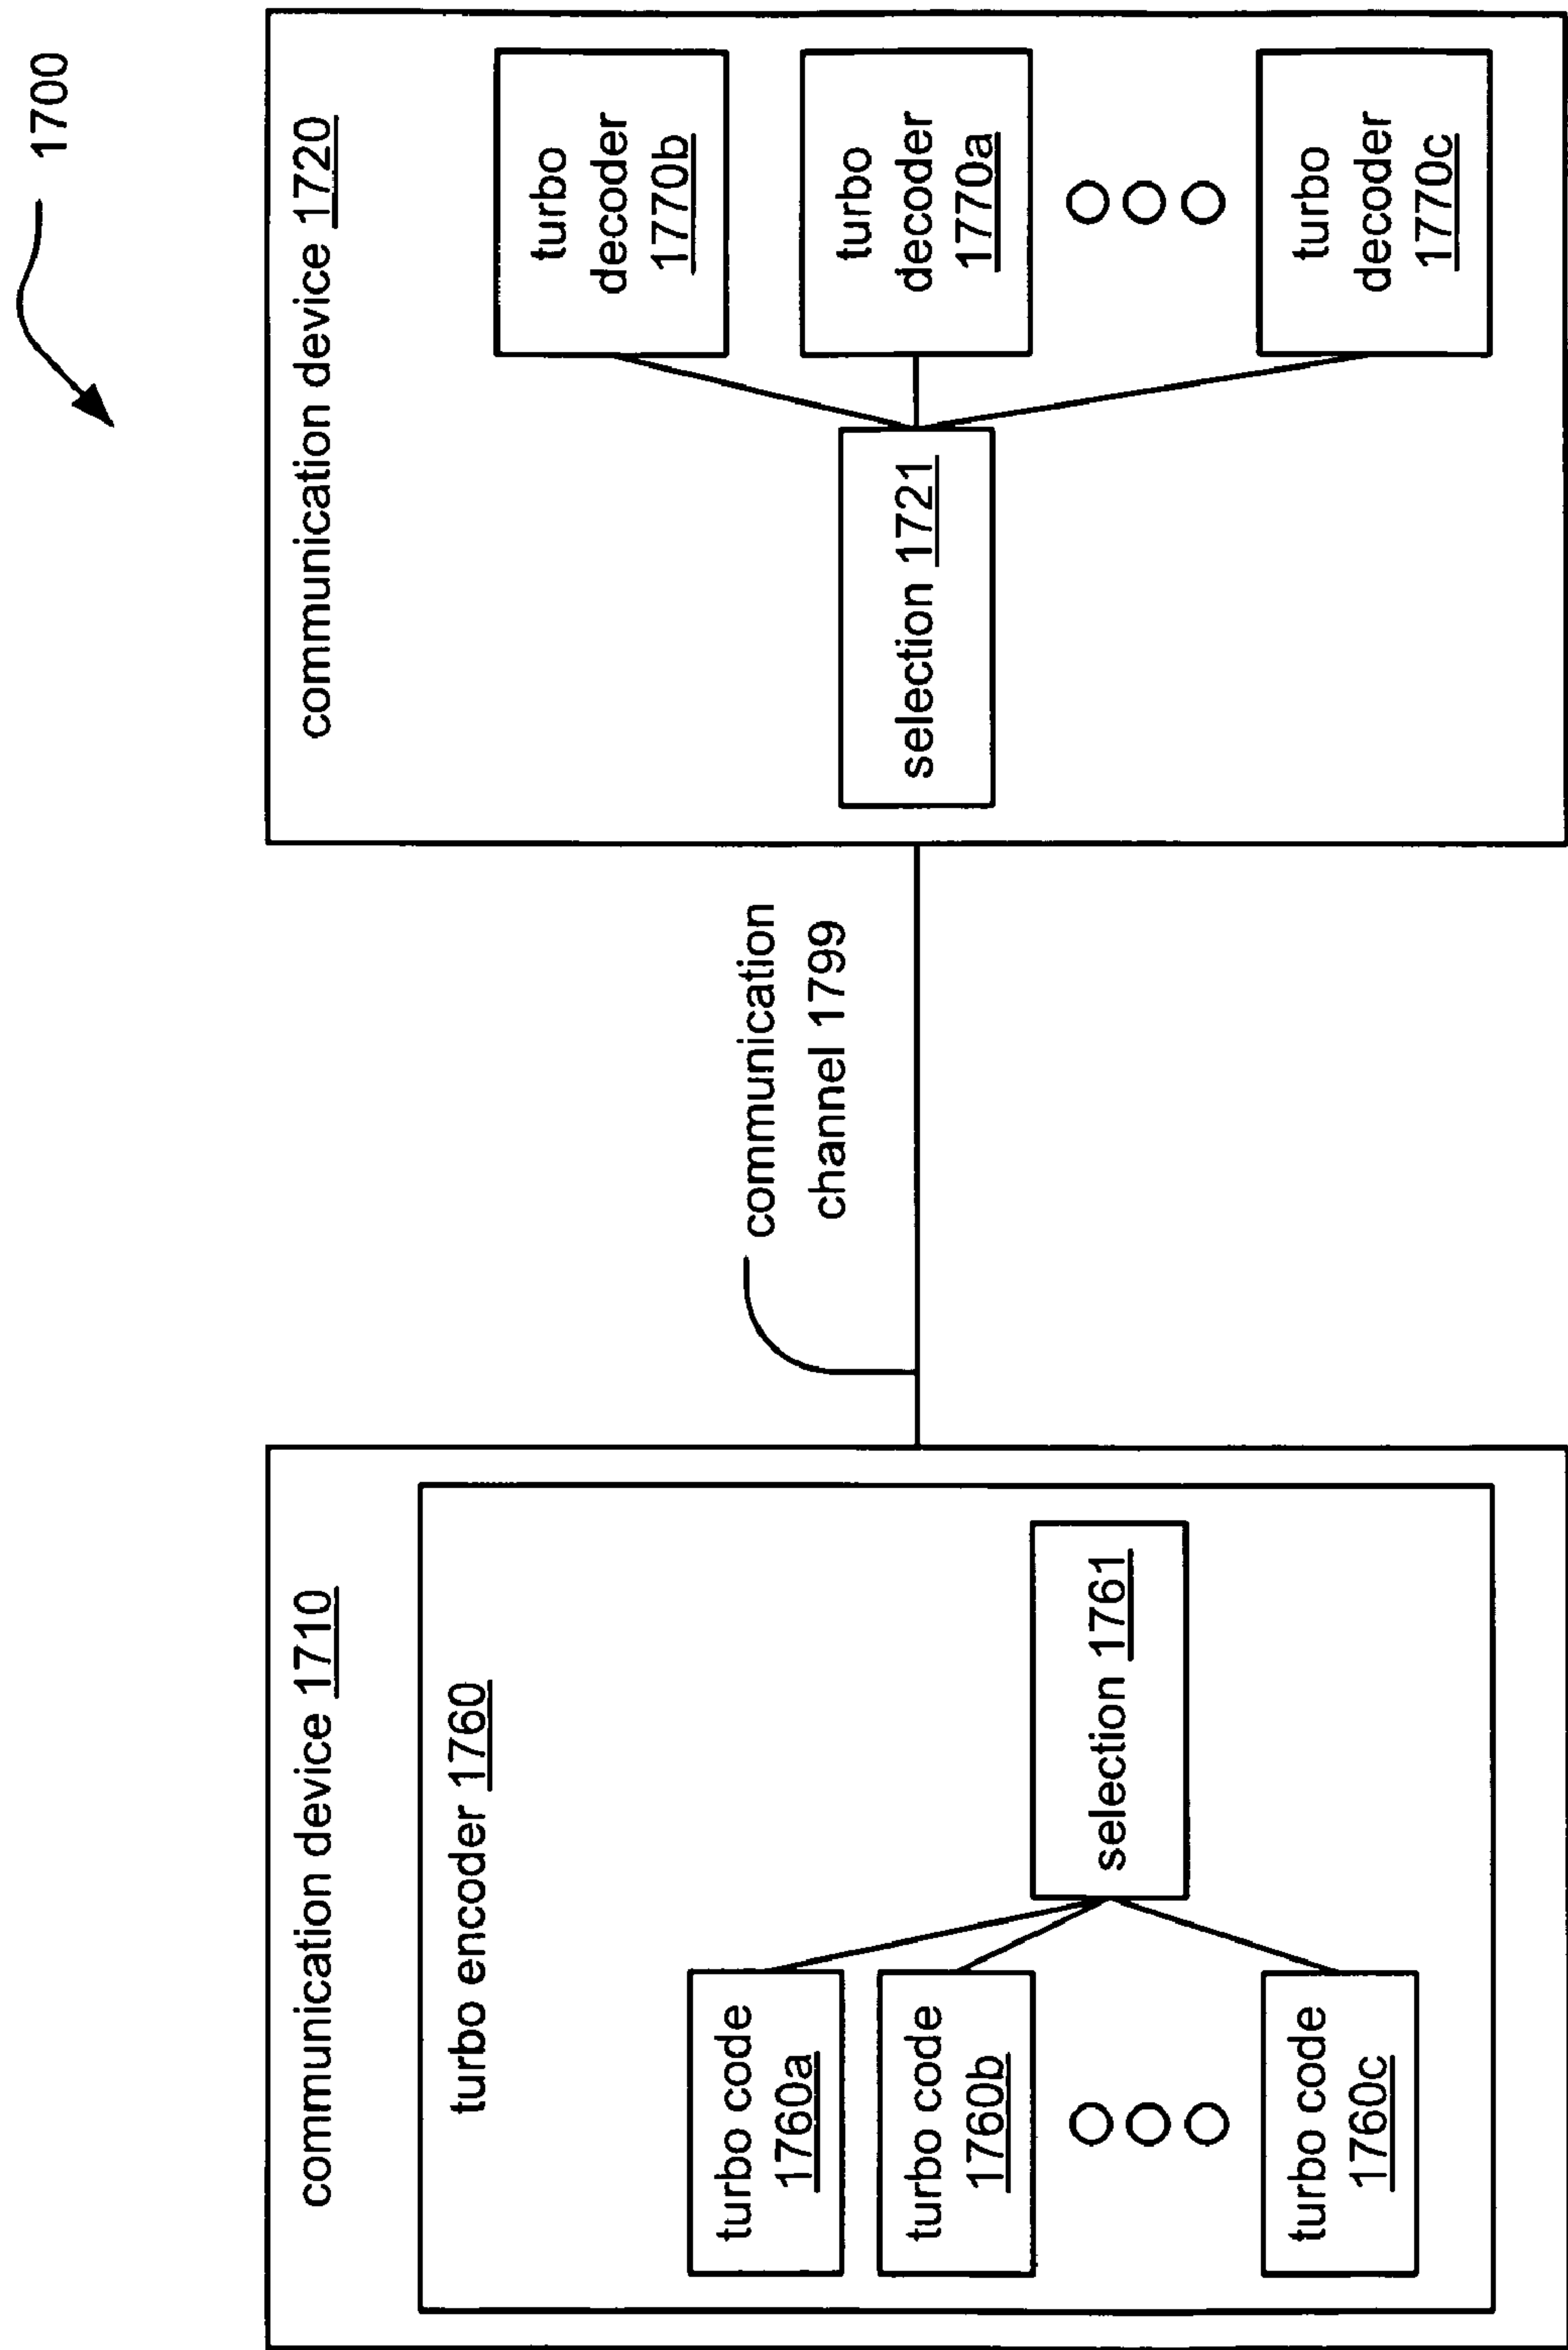 1700
communication device 1710
turbo encoder 1760
turbo code
1760a
turbo code
1760b
turbo code
1760c
selection 1761
communication
channel 1799
communication device 1720
selection 1721
turbo
decoder
1770b
turbo
decoder
1770a
turbo
decoder
1770c